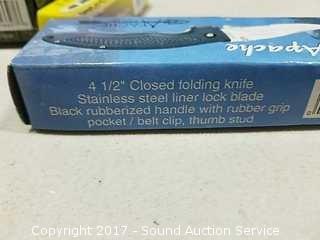 Apache
4 1/2" Closed folding knife
Stainless steel liner lock blade
Black rubberized handle with rubber grip
pocket / belt clip, thumb stud
Copyright 2017 - Sound Auction Service